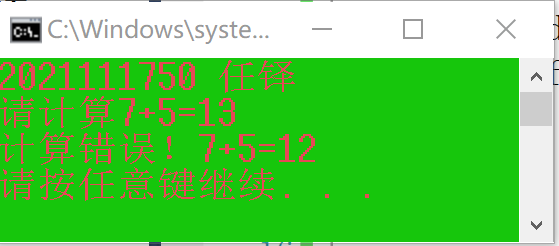 C:\Windows\syste...
2021111750 任铎
请计算7+5=13
计算错误！7+5=12
请按任意键继续. . .